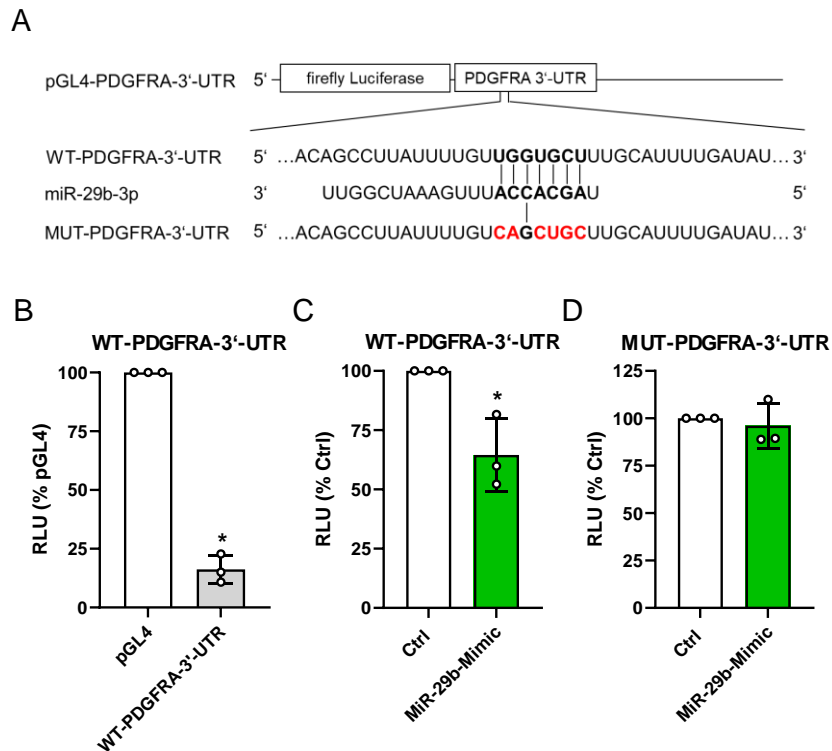 A
pGL4-PDGFRA-3‘-UTR 5‘ firefly Luciferase PDGFRA 3‘-UTR
WT-PDGFRA-3‘-UTR 5‘ …ACAGCCUUAUUUUGUUGGUGCUUUGCAUUUUGAUAU… 3‘
miR-29b-3p 3‘ UUGGCUAAAGUUUACCACGAU 5‘
MUT-PDGFRA-3‘-UTR 5‘ …ACAGCCUUAUUUUGUCAGCUGCUUGCAUUUUGAUAU… 3‘
B
WT-PDGFRA-3‘-UTR
RLU (% pGL4)
100
75
50
25
0
*
pGL4
WT-PDGFRA-3'-UTR
C
WT-PDGFRA-3‘-UTR
RLU (% Ctrl)
100
75
50
25
0
*
Ctrl
MiR-29b-Mimic
D
MUT-PDGFRA-3‘-UTR
RLU (% Ctrl)
125
100
75
50
25
0
Ctrl
MiR-29b-Mimic